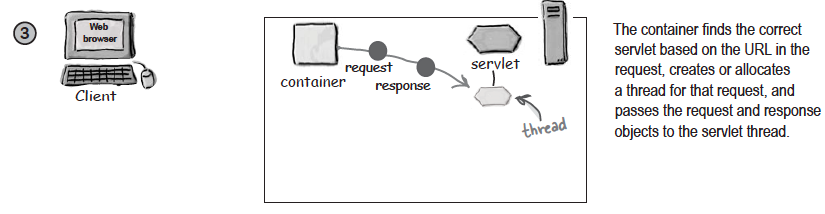 3
Web
browser
Client
container
request
response
servlet
thread
The container finds the correct
servlet based on the URL in the
request, creates or allocates
a thread for that request, and
passes the request and response
objects to the servlet thread.